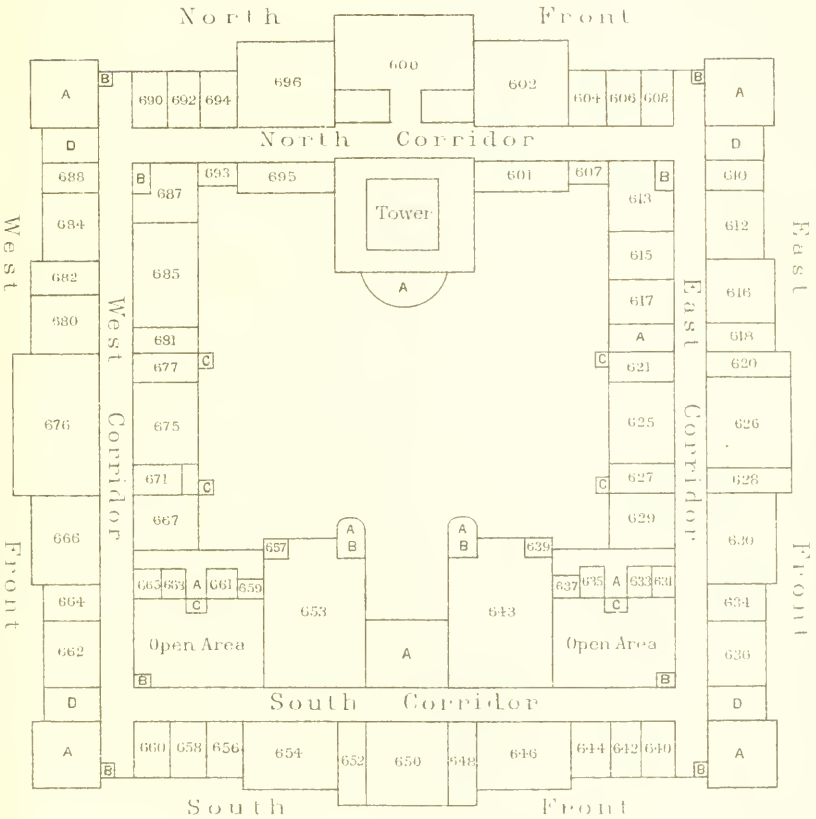 North Front
A B 690 692 694 696 600 602 604 606 608 B A
D North Corridor D
688 B 687 693 695 601 607 613 B 610
684 Tower 612
West East
682 685 A 615 616
680 617
681 A 618
West Corridor East Corridor
677 C C 621 620
676 675 625 626
671 C C 627 628
666 667 A A 629 630
B B
657 639
Front Front
665 663 A 661 659 637 635 A 633 631
664 C 653 643 C 634
662 Open Area A Open Area 636
B B
D South Corridor D
A 660 658 656 654 652 650 648 646 644 642 640 A
B B
South Front